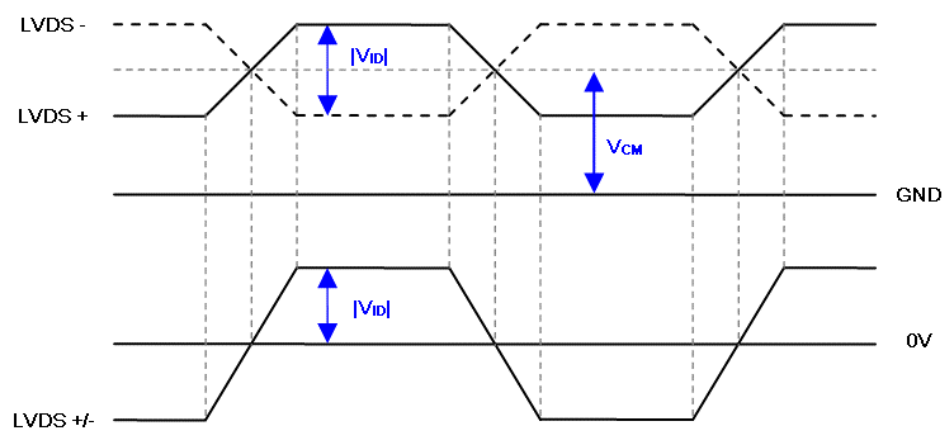 LVDS -
|VID|
LVDS +
VCM
GND
|VID|
0V
LVDS +/-